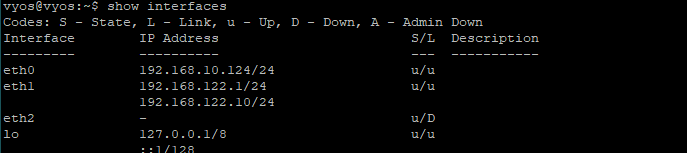 vyos@vyos:~$ show interfaces
Codes: S - State, L - Link, u - Up, D - Down, A - Admin Down
Interface        IP Address                        S/L  Description
---------        ----------                        ---  -----------
eth0             192.168.10.124/24                 u/u
eth1             192.168.122.1/24                  u/u
                 192.168.122.10/24
eth2             -                                 u/D
lo               127.0.0.1/8                       u/u
                 ::1/128